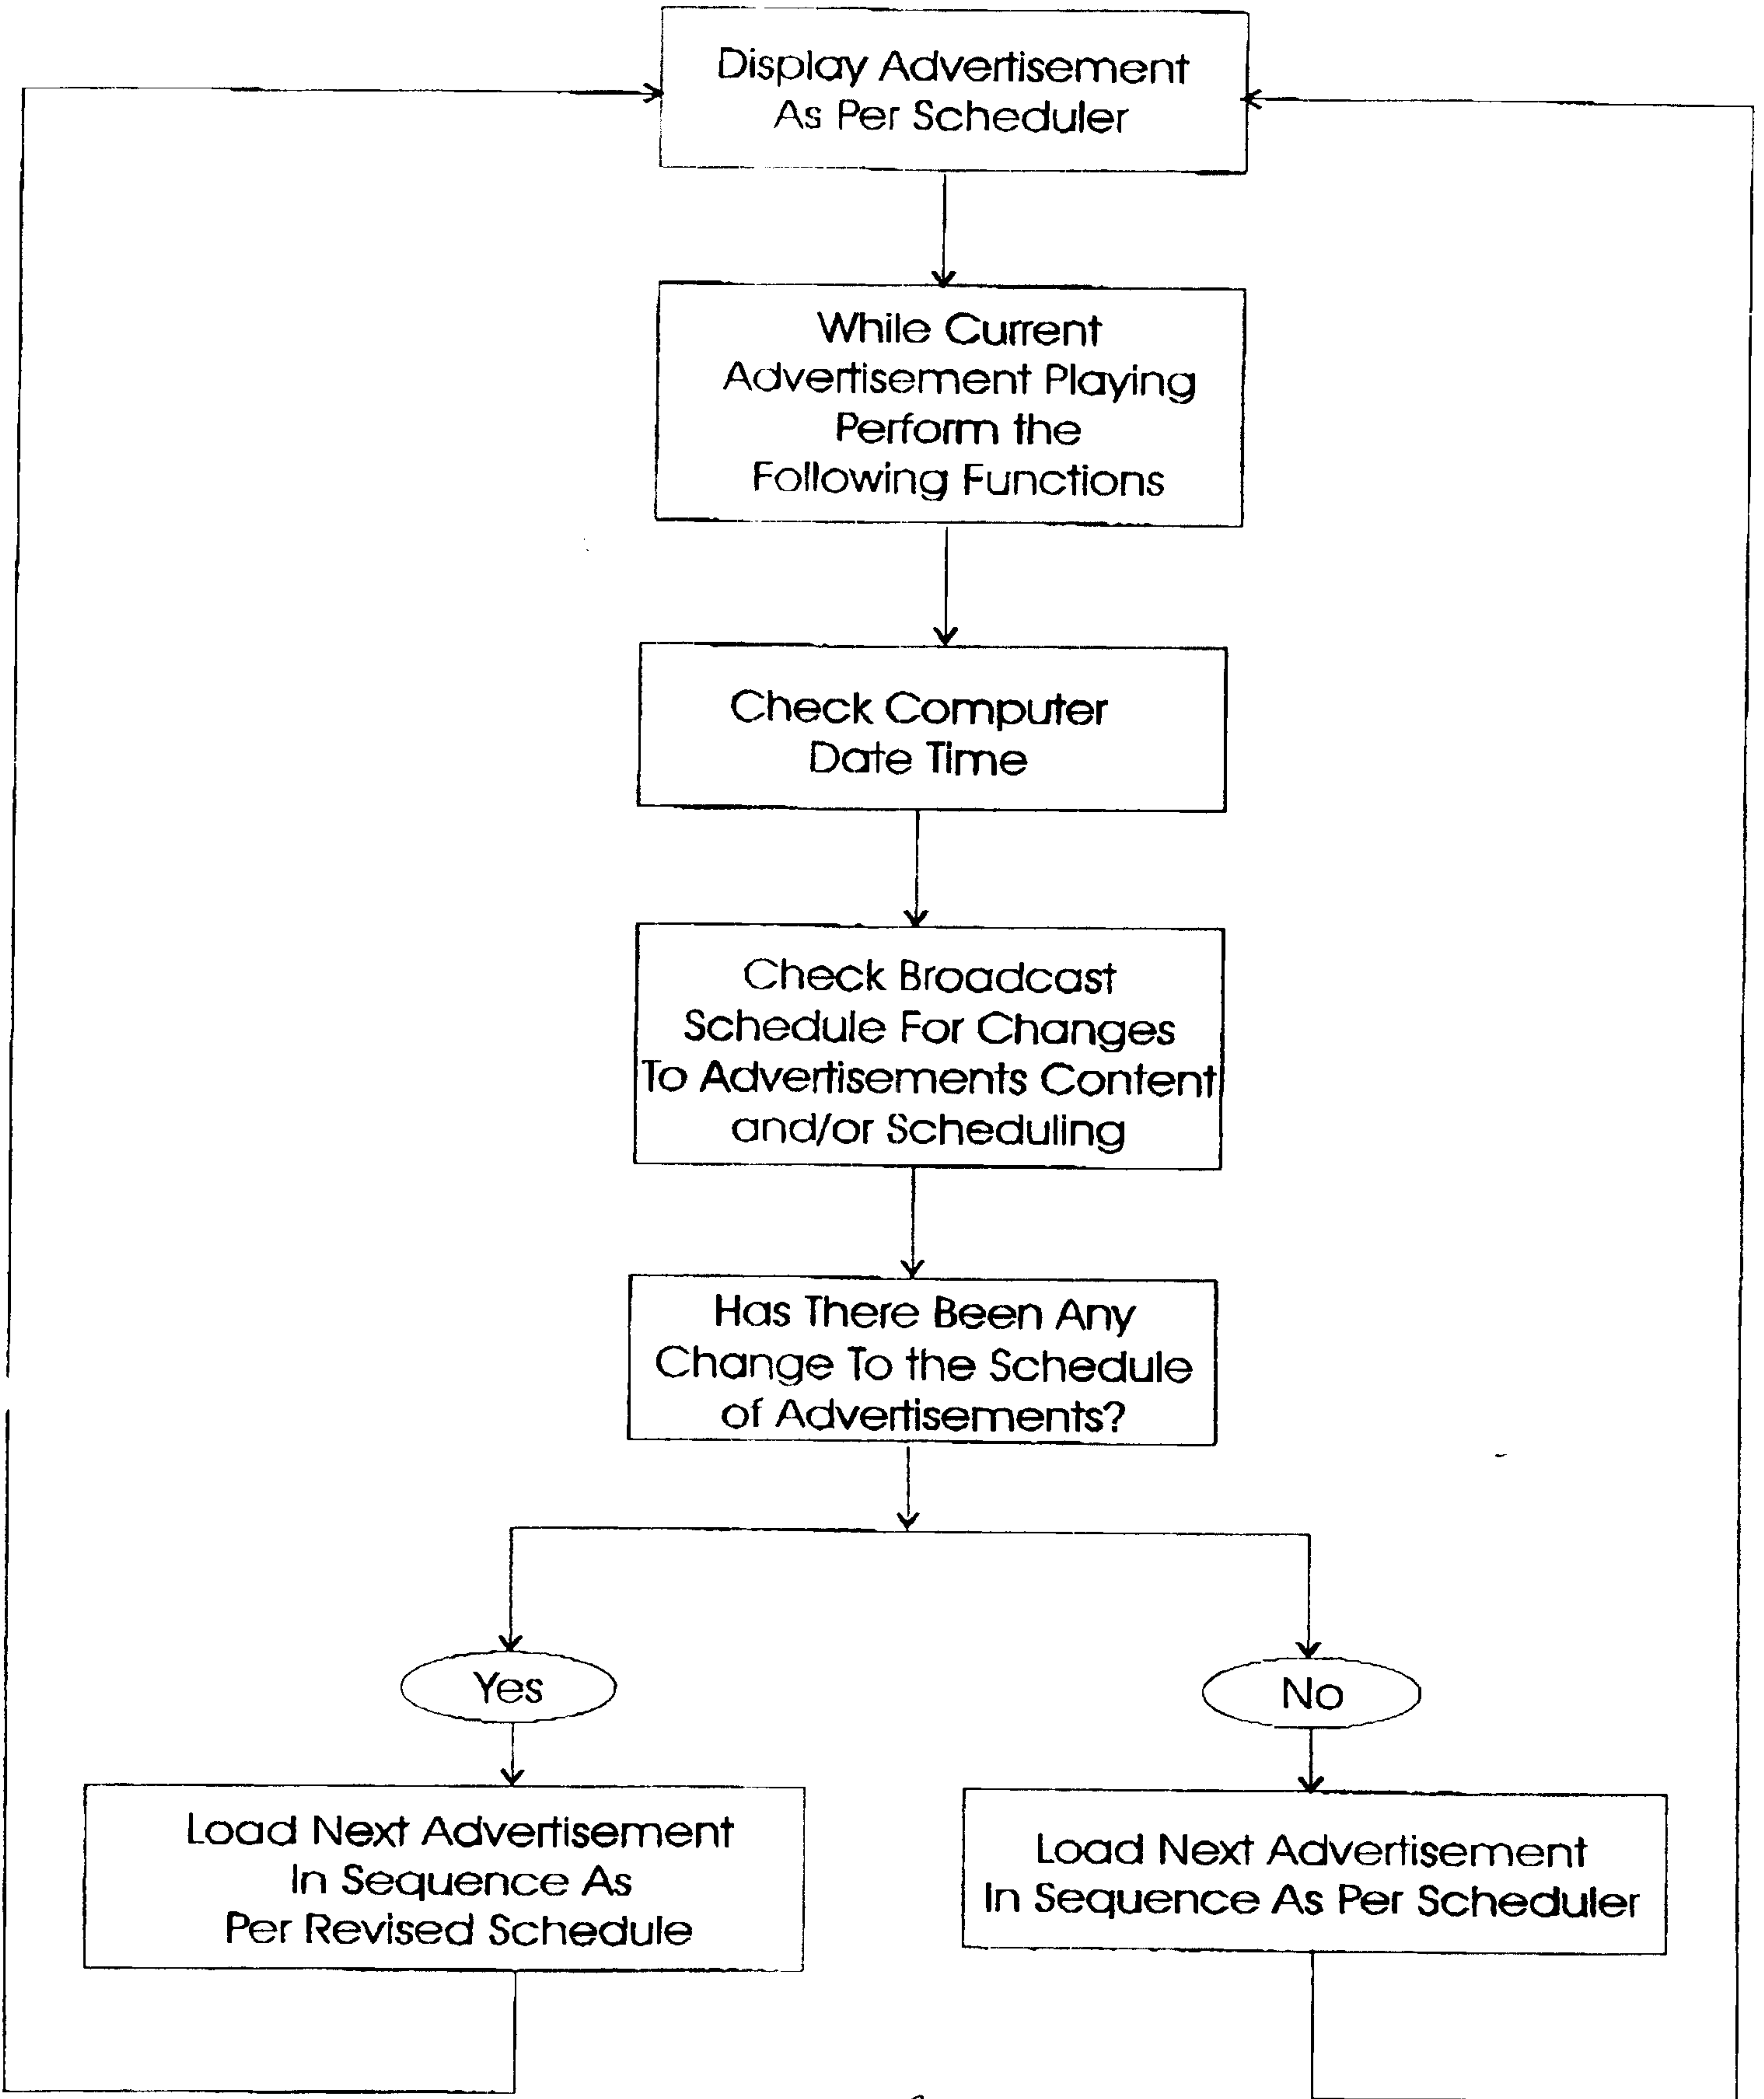 Display Advertisement
As Per Scheduler
While Current
Advertisement Playing
Perform the
Following Functions
Check Computer
Date Time
Check Broadcast
Schedule For Changes
To Advertisements Content
and/or Scheduling
Has There Been Any
Change To the Schedule
of Advertisements?
Yes
No
Load Next Advertisement
In Sequence As
Per Revised Schedule
Load Next Advertisement
In Sequence As Per Scheduler